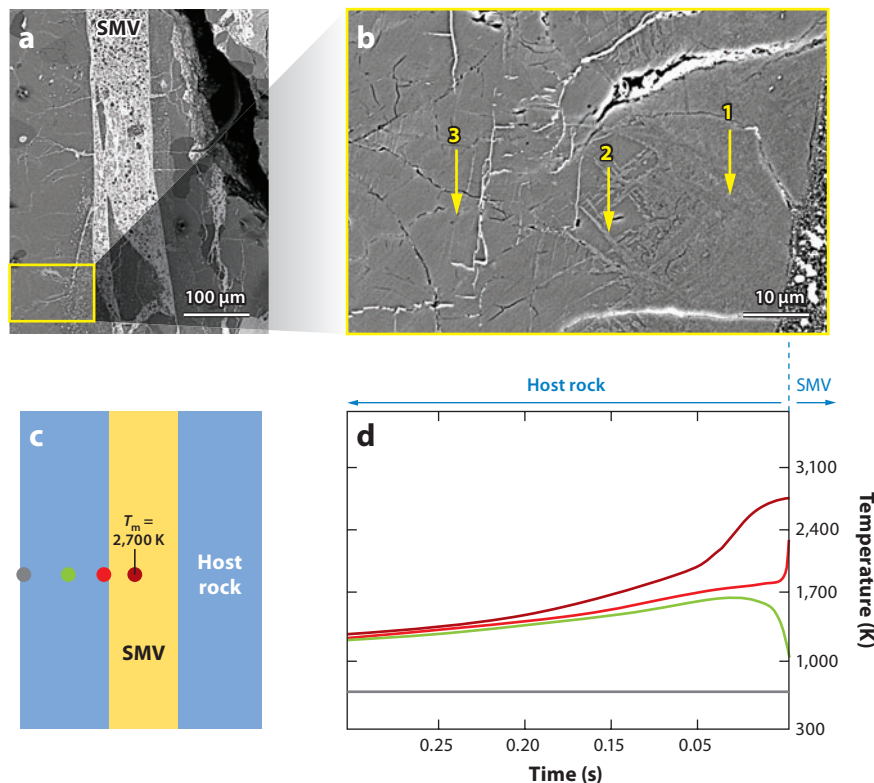 a
SMV
100 µm
b
1
2
3
10 µm
Host rock
SMV
c
Tm =
2,700 K
Host
rock
SMV
d
3,100
2,400
1,700
1,000
300
Temperature (K)
0.25
0.20
0.15
0.05
Time (s)